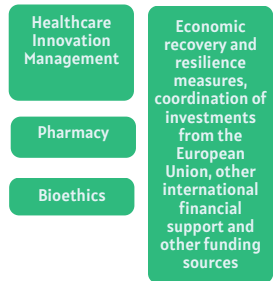 Healthcare
Innovation
Management
Pharmacy
Bioethics
Economic
recovery and
resilience
measures,
coordination of
investments
from the
European
Union, other
international
financial
support and
other funding
sources